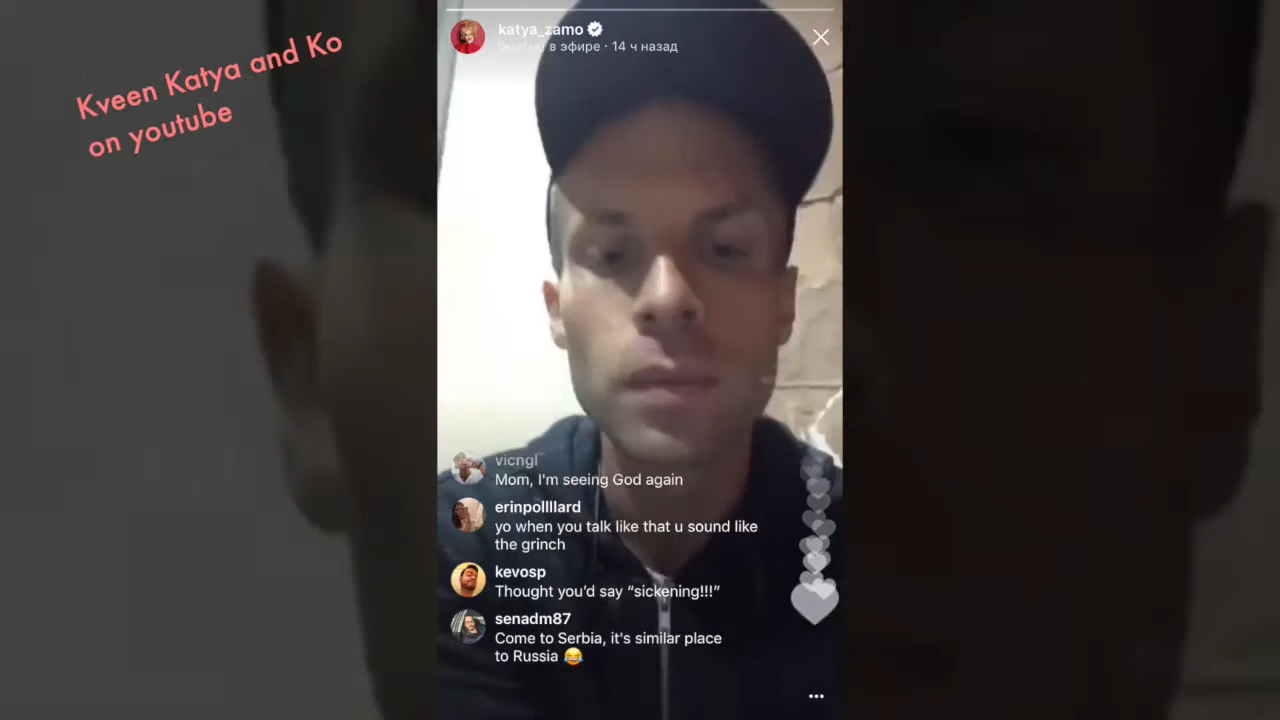 Kveen Katya and Ko
on youtube
katya_zamo
в эфире · 14 ч назад
vicngl
Mom, I'm seeing God again
erinpollllard
yo when you talk like that u sound like
the grinch
kevosp
Thought you'd say “sickening!!!”
senadm87
Come to Serbia, it's similar place
to Russia 😂